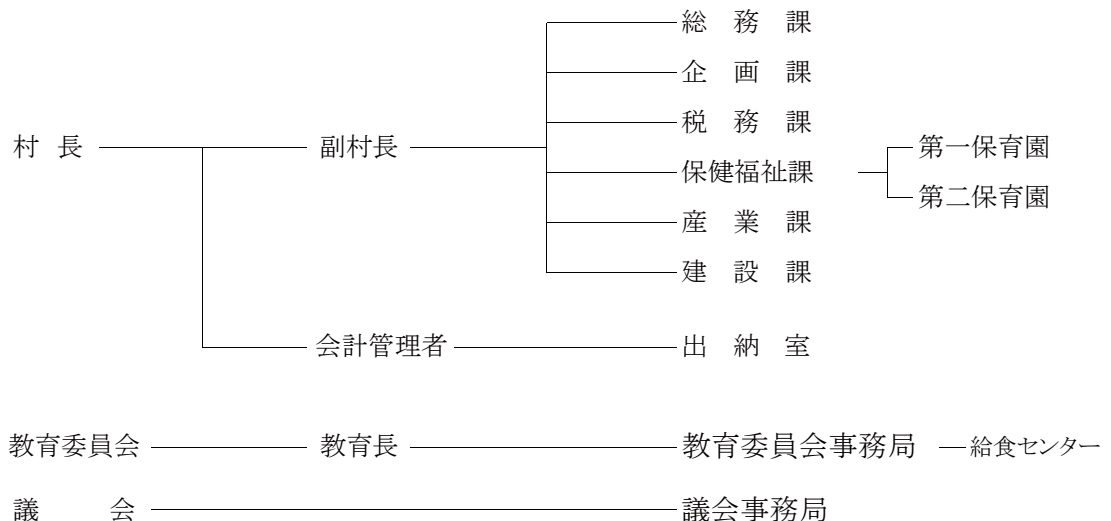 総　務　課
企　画　課
税　務　課
村　長　副村長　保健福祉課　第一保育園
第二保育園
産　業　課
建　設　課
会計管理者　出　納　室
教育委員会　教育長　教育委員会事務局　給食センター
議　　　会　議会事務局